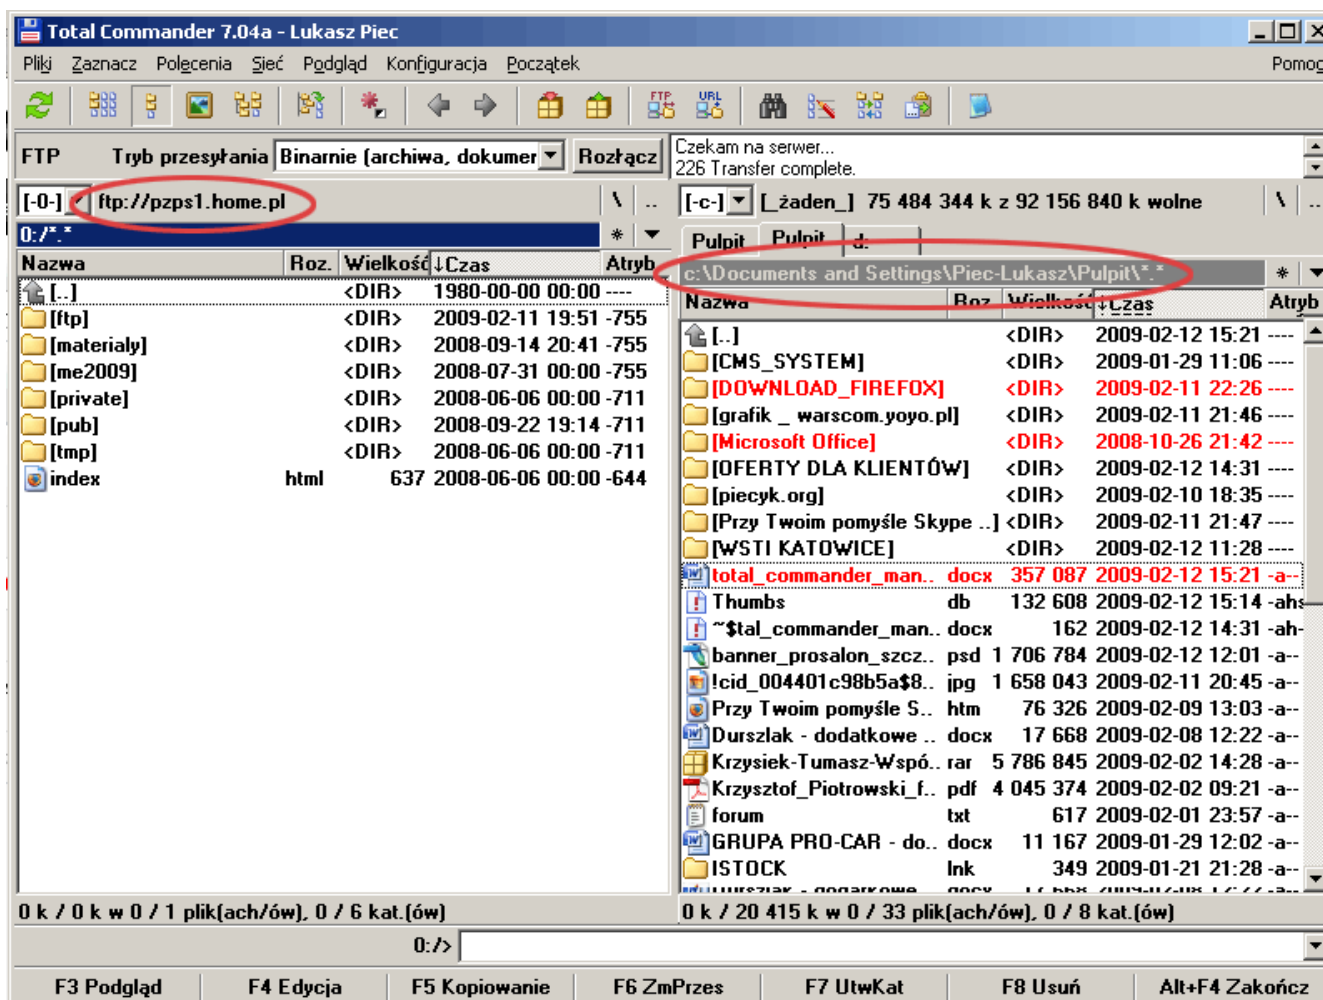 Total Commander 7.04a - Lukasz Piec
Pliki Zaznacz Polecenia Sieć Podgląd Konfiguracja Początek Pomoc
FTP URL
FTP Tryb przesyłania Binarnie (archiwa, dokumer Rozłącz
Czekam na serwer...
226 Transfer complete.
[-0-] ftp://pzps1.home.pl \ ..
[-c-] [_żaden_] 75 484 344 k z 92 156 840 k wolne \ ..
0:/*.* *
Pulpit Pulpit d:
c:\Documents and Settings\Piec-Lukasz\Pulpit\*.* *
Nazwa Roz. Wielkość ↓Czas Atryb
[..] <DIR> 1980-00-00 00:00 ----
[ftp] <DIR> 2009-02-11 19:51 -755
[materialy] <DIR> 2008-09-14 20:41 -755
[me2009] <DIR> 2008-07-31 00:00 -755
[private] <DIR> 2008-06-06 00:00 -711
[pub] <DIR> 2008-09-22 19:14 -711
[tmp] <DIR> 2008-06-06 00:00 -711
index html 637 2008-06-06 00:00 -644
Nazwa Roz. Wielkość ↓Czas Atryb
[..] <DIR> 2009-02-12 15:21 ----
[CMS_SYSTEM] <DIR> 2009-01-29 11:06 ----
[DOWNLOAD_FIREFOX] <DIR> 2009-02-11 22:26 ----
[grafik _ warscom.yoyo.pl] <DIR> 2009-02-11 21:46 ----
[Microsoft Office] <DIR> 2008-10-26 21:42 ----
[OFERTY DLA KLIENTÓW] <DIR> 2009-02-12 14:31 ----
[piecyk.org] <DIR> 2009-02-10 18:35 ----
[Przy Twoim pomyśle Skype ..] <DIR> 2009-02-11 21:47 ----
[WSTI KATOWICE] <DIR> 2009-02-12 11:28 ----
total_commander_man.. docx 357 087 2009-02-12 15:21 -a--
Thumbs db 132 608 2009-02-12 15:14 -ahs
~$tal_commander_man.. docx 162 2009-02-12 14:31 -ah-
banner_prosalon_szcz.. psd 1 706 784 2009-02-12 12:01 -a--
!cid_004401c98b5a$8.. jpg 1 658 043 2009-02-11 20:45 -a--
Przy Twoim pomyśle S.. htm 76 326 2009-02-09 13:03 -a--
Durszlak - dodatkowe .. docx 17 668 2009-02-08 12:22 -a--
Krzysiek-Tumasz-Wspó.. rar 5 786 845 2009-02-02 14:28 -a--
Krzysztof_Piotrowski_f.. pdf 4 045 374 2009-02-02 09:21 -a--
forum txt 617 2009-02-01 23:57 -a--
GRUPA PRO-CAR - do.. docx 11 167 2009-01-29 12:02 -a--
ISTOCK lnk 349 2009-01-21 21:28 -a--
0 k / 0 k w 0 / 1 plik(ach/ów), 0 / 6 kat.(ów)
0 k / 20 415 k w 0 / 33 plik(ach/ów), 0 / 8 kat.(ów)
0:/>
F3 Podgląd F4 Edycja F5 Kopiowanie F6 ZmPrzes F7 UtwKat F8 Usuń Alt+F4 Zakończ